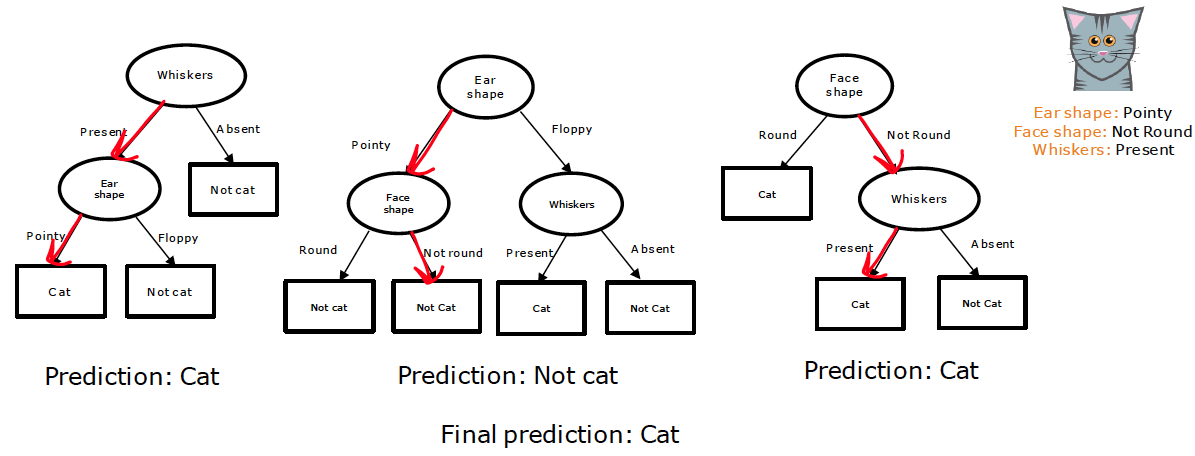 Whiskers
Present
Absent
Ear
shape
Not cat
Pointy
Floppy
Cat
Not cat
Prediction: Cat
Ear
shape
Pointy
Floppy
Face
shape
Whiskers
Round
Not round
Present
Absent
Not cat
Not Cat
Cat
Not Cat
Prediction: Not cat
Face
shape
Round
Not Round
Cat
Whiskers
Present
Absent
Cat
Not Cat
Prediction: Cat
Ear shape: Pointy
Face shape: Not Round
Whiskers: Present
Final prediction: Cat